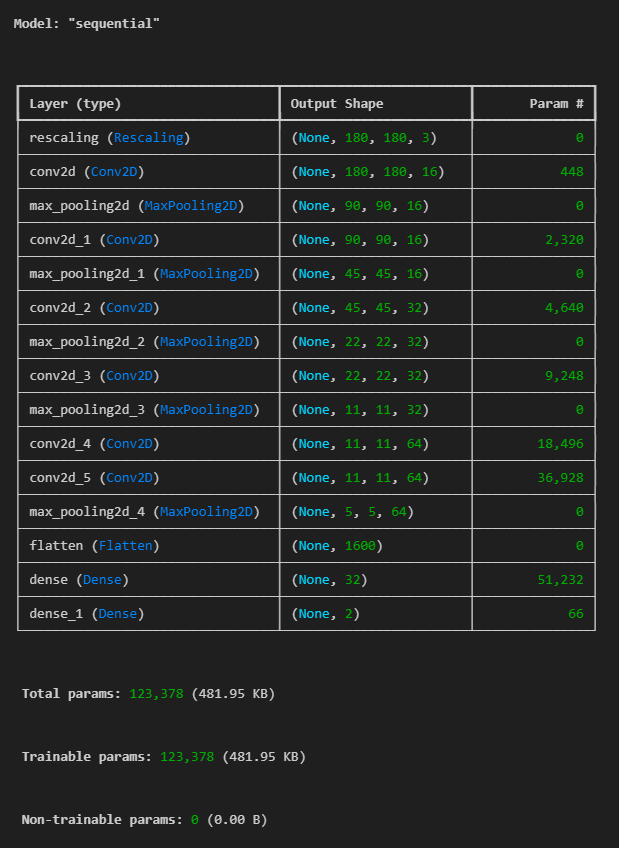 Model: "sequential"
Layer (type) Output Shape Param #
rescaling (Rescaling) (None, 180, 180, 3) 0
conv2d (Conv2D) (None, 180, 180, 16) 448
max_pooling2d (MaxPooling2D) (None, 90, 90, 16) 0
conv2d_1 (Conv2D) (None, 90, 90, 16) 2,320
max_pooling2d_1 (MaxPooling2D) (None, 45, 45, 16) 0
conv2d_2 (Conv2D) (None, 45, 45, 32) 4,640
max_pooling2d_2 (MaxPooling2D) (None, 22, 22, 32) 0
conv2d_3 (Conv2D) (None, 22, 22, 32) 9,248
max_pooling2d_3 (MaxPooling2D) (None, 11, 11, 32) 0
conv2d_4 (Conv2D) (None, 11, 11, 64) 18,496
conv2d_5 (Conv2D) (None, 11, 11, 64) 36,928
max_pooling2d_4 (MaxPooling2D) (None, 5, 5, 64) 0
flatten (Flatten) (None, 1600) 0
dense (Dense) (None, 32) 51,232
dense_1 (Dense) (None, 2) 66
Total params: 123,378 (481.95 KB)
Trainable params: 123,378 (481.95 KB)
Non-trainable params: 0 (0.00 B)